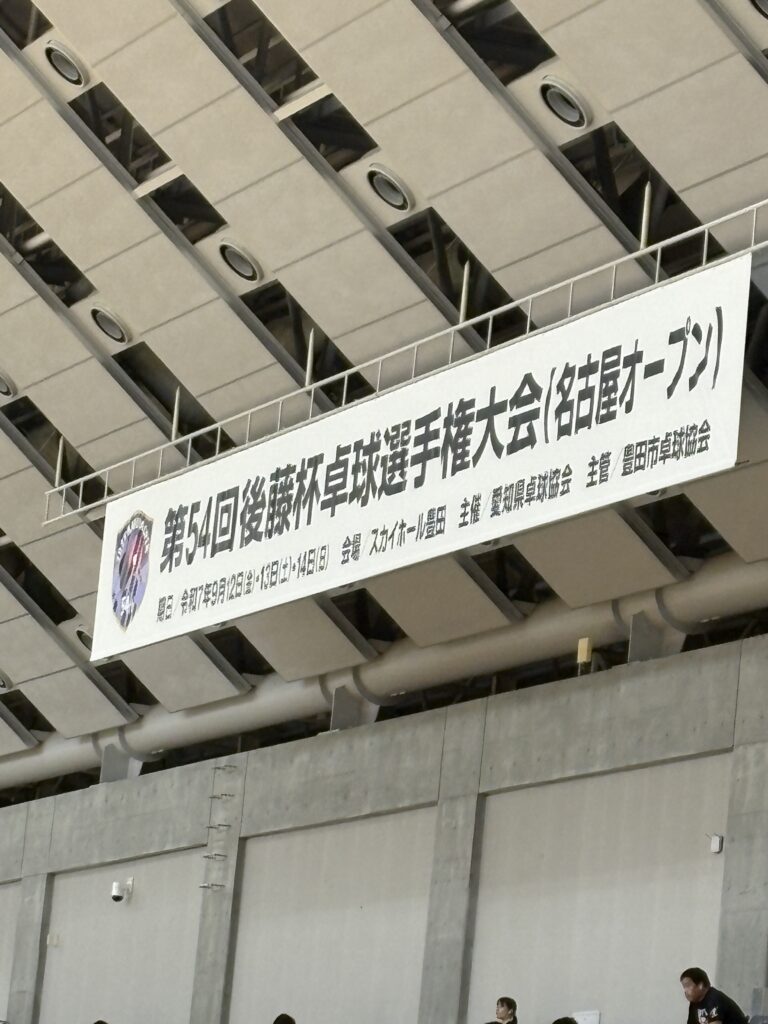 第54回後藤杯卓球選手権大会(名古屋オープン)
期日／令和7年9月12日(金)・13日(土)・14日(日) 会場／スカイホール豊田 主催／愛知県卓球協会 主管／豊田市卓球協会